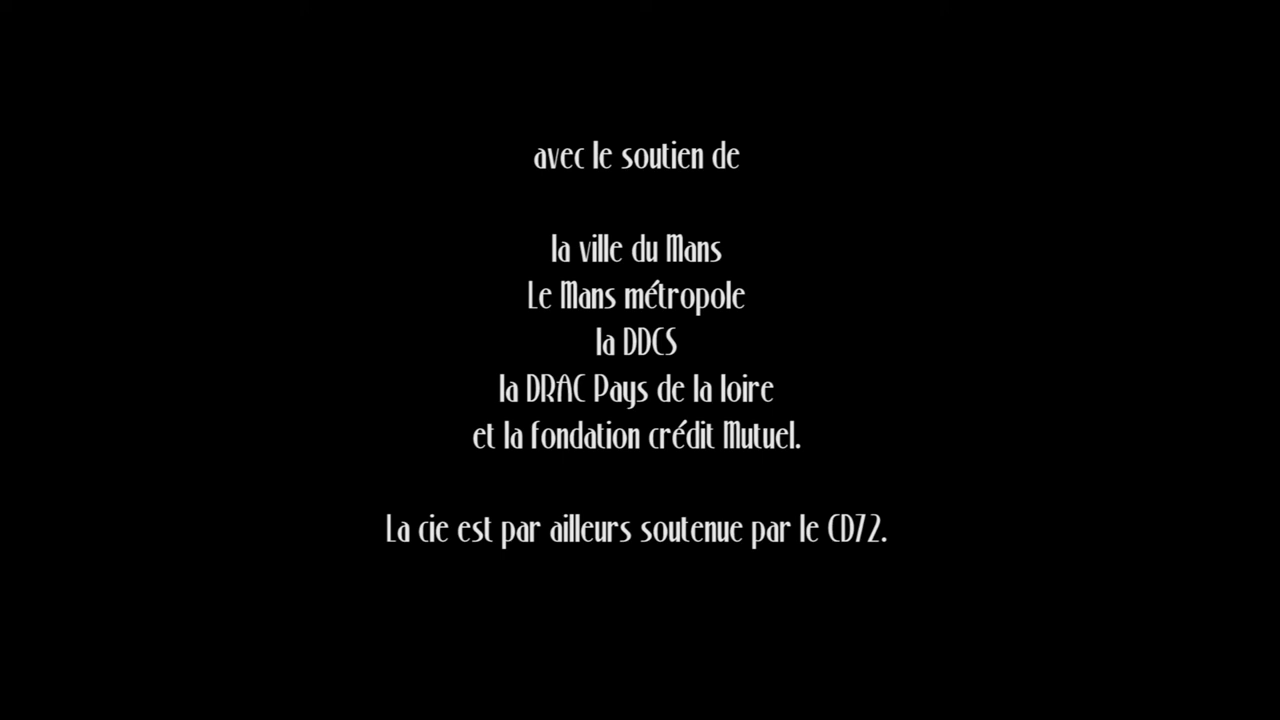 avec le soutien de
la ville du Mans
Le Mans métropole
la DDCS
la DRAC Pays de la loire
et la fondation crédit Mutuel.
La cie est par ailleurs soutenue par le CD72.